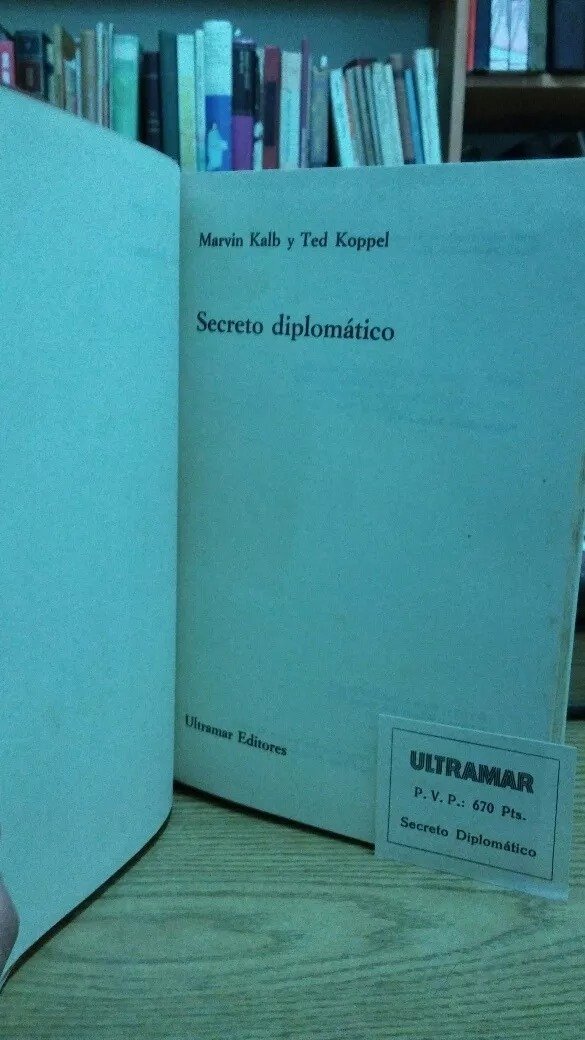 Marvin Kalb y Ted Koppel
Secreto diplomático
Ultramar Editores
ULTRAMAR
P. V. P.: 670 Pts.
Secreto Diplomático